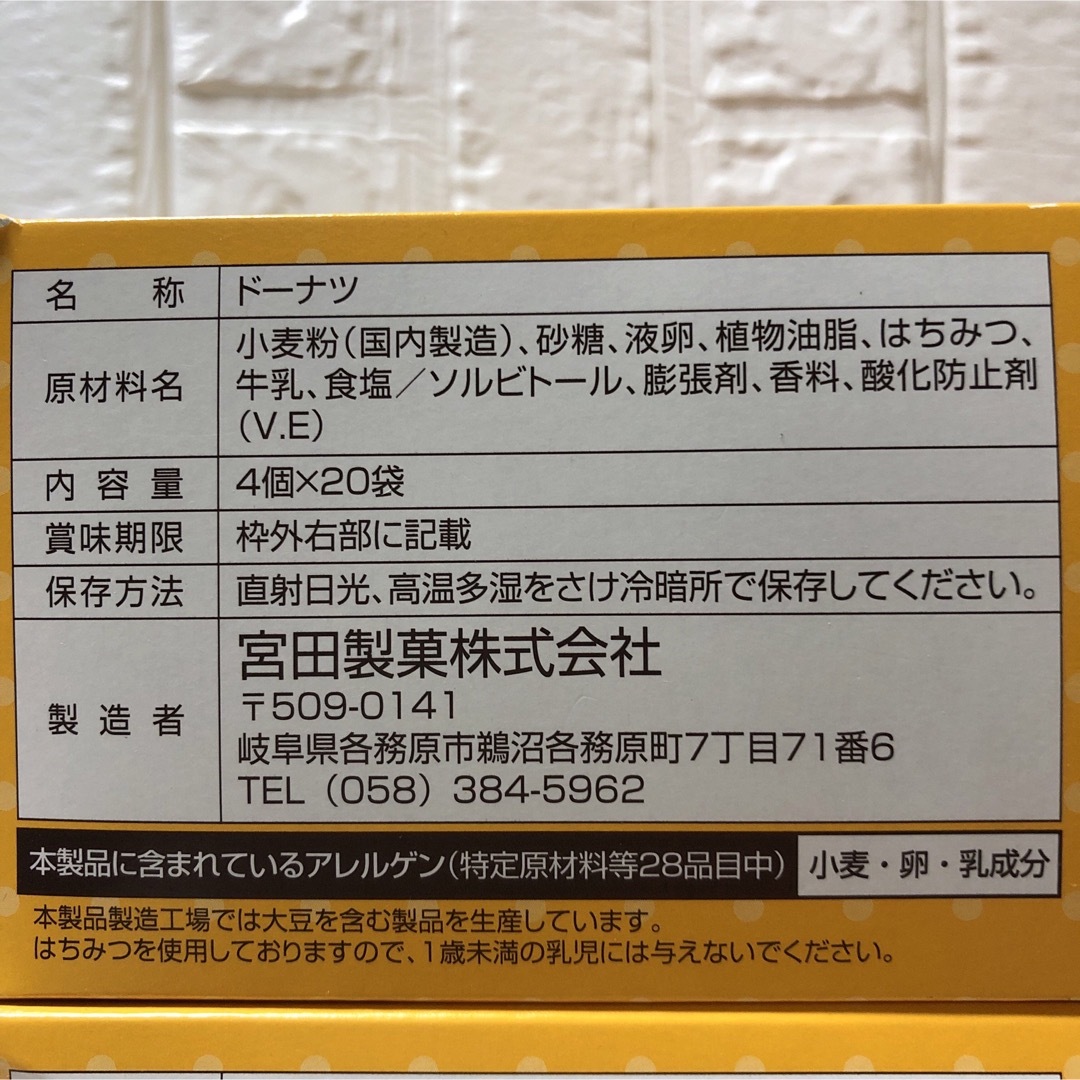 名称 ドーナツ
原材料名 小麦粉(国内製造)、砂糖、液卵、植物油脂、はちみつ、
牛乳、食塩／ソルビトール、膨張剤、香料、酸化防止剤
(V.E)
内容量 4個×20袋
賞味期限 枠外右部に記載
保存方法 直射日光、高温多湿をさけ冷暗所で保存してください。
製造者 宮田製菓株式会社
〒509-0141
岐阜県各務原市鵜沼各務原町7丁目71番6
TEL（058）384-5962
本製品に含まれているアレルゲン(特定原材料等28品目中) 小麦・卵・乳成分
本製品製造工場では大豆を含む製品を生産しています。
はちみつを使用しておりますので、1歳未満の乳児には与えないでください。